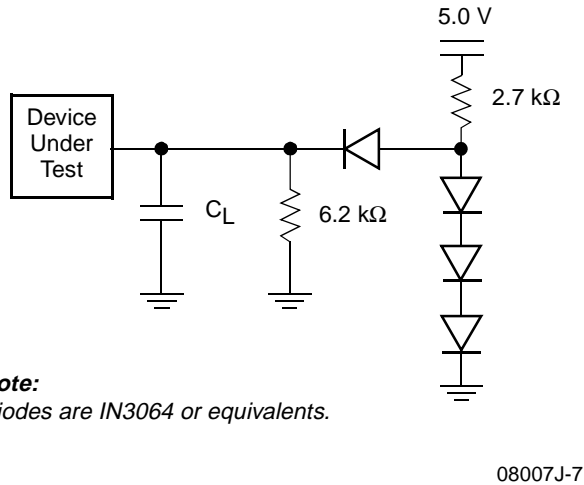 5.0 V
2.7 kΩ
Device
Under
Test
CL
6.2 kΩ
ote:
iodes are IN3064 or equivalents.
08007J-7